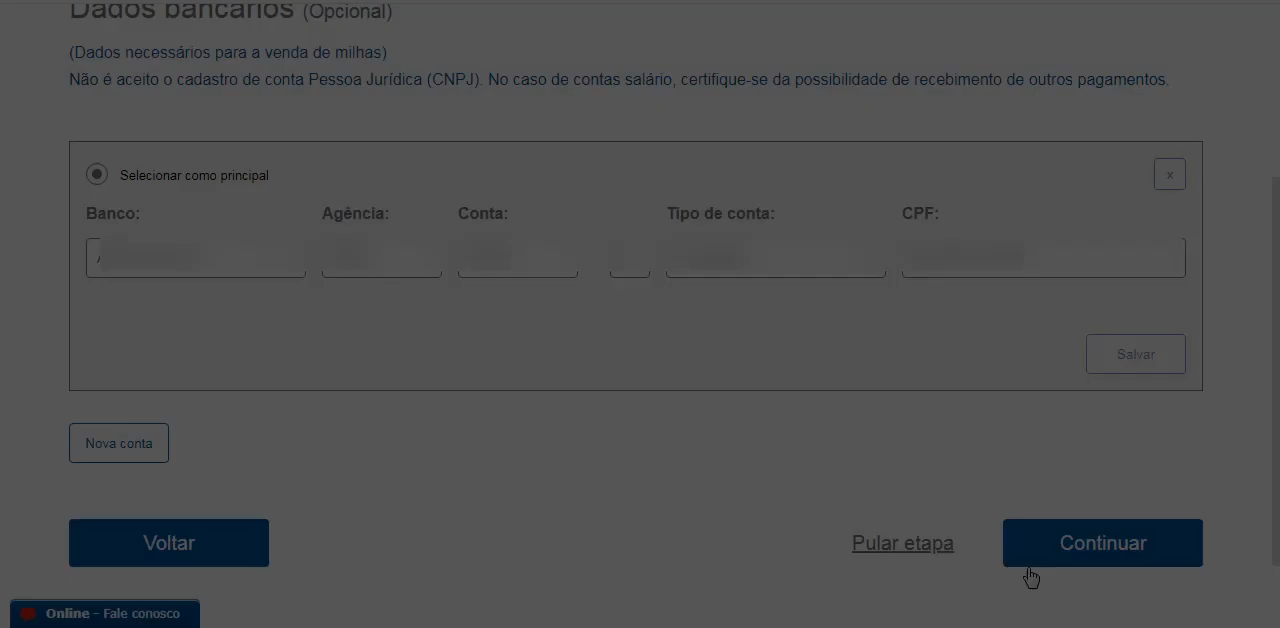 Dados bancários (Opcional)
(Dados necessários para a venda de milhas)
Não é aceito o cadastro de conta Pessoa Jurídica (CNPJ). No caso de contas salário, certifique-se da possibilidade de recebimento de outros pagamentos.
Selecionar como principal
x
Banco: Agência: Conta: Tipo de conta: CPF:
Salvar
Nova conta
Voltar Pular etapa Continuar
Online - Fale conosco